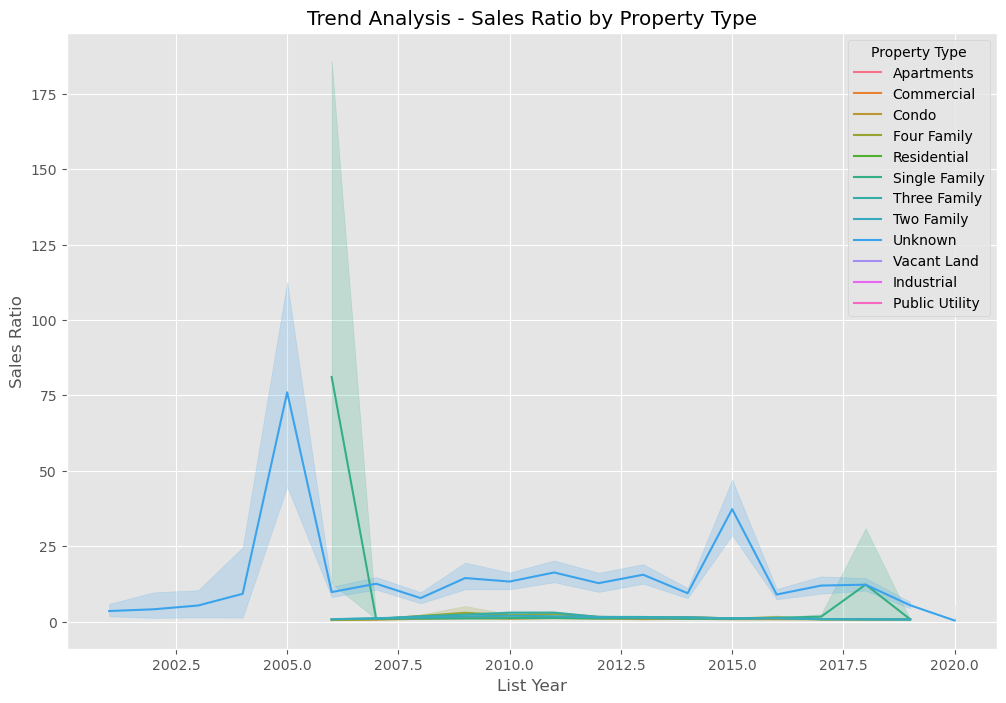 Trend Analysis - Sales Ratio by Property Type
Property Type
Apartments
Commercial
Condo
Four Family
Residential
Single Family
Three Family
Two Family
Unknown
Vacant Land
Industrial
Public Utility
Sales Ratio
175
150
125
100
75
50
25
0
2002.5 2005.0 2007.5 2010.0 2012.5 2015.0 2017.5 2020.0
List Year